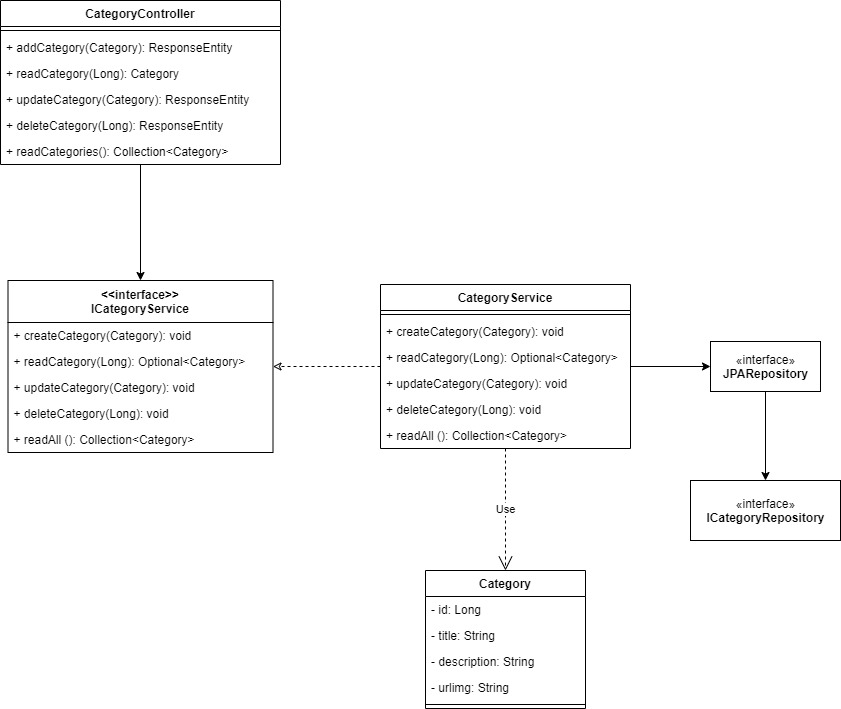 CategoryController
+ addCategory(Category): ResponseEntity
+ readCategory(Long): Category
+ updateCategory(Category): ResponseEntity
+ deleteCategory(Long): ResponseEntity
+ readCategories(): Collection<Category>
<<interface>>
ICategoryService
+ createCategory(Category): void
+ readCategory(Long): Optional<Category>
+ updateCategory(Category): void
+ deleteCategory(Long): void
+ readAll (): Collection<Category>
CategoryService
+ createCategory(Category): void
+ readCategory(Long): Optional<Category>
+ updateCategory(Category): void
+ deleteCategory(Long): void
+ readAll (): Collection<Category>
«interface»
JPARepository
«interface»
ICategoryRepository
Use
Category
- id: Long
- title: String
- description: String
- urlimg: String